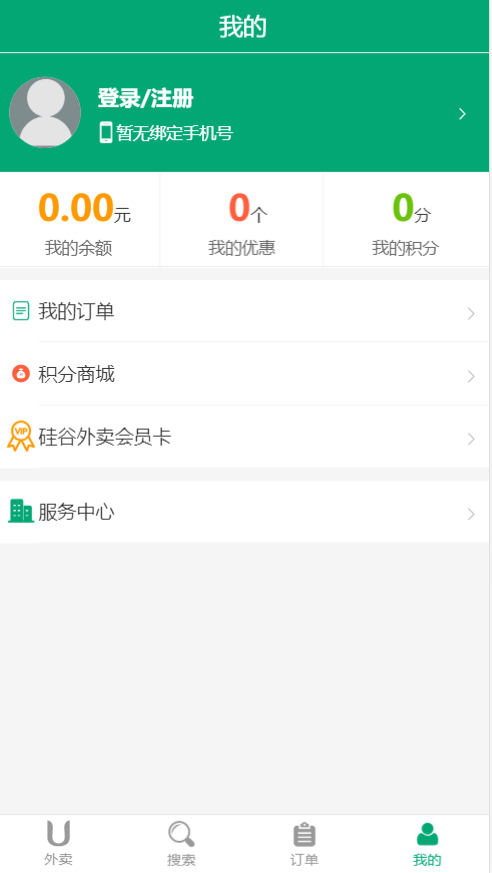 我的
登录/注册
暂无绑定手机号
0.00元
0个
0分
我的余额
我的优惠
我的积分
我的订单
积分商城
VIP
硅谷外卖会员卡
服务中心
外卖
搜索
订单
我的